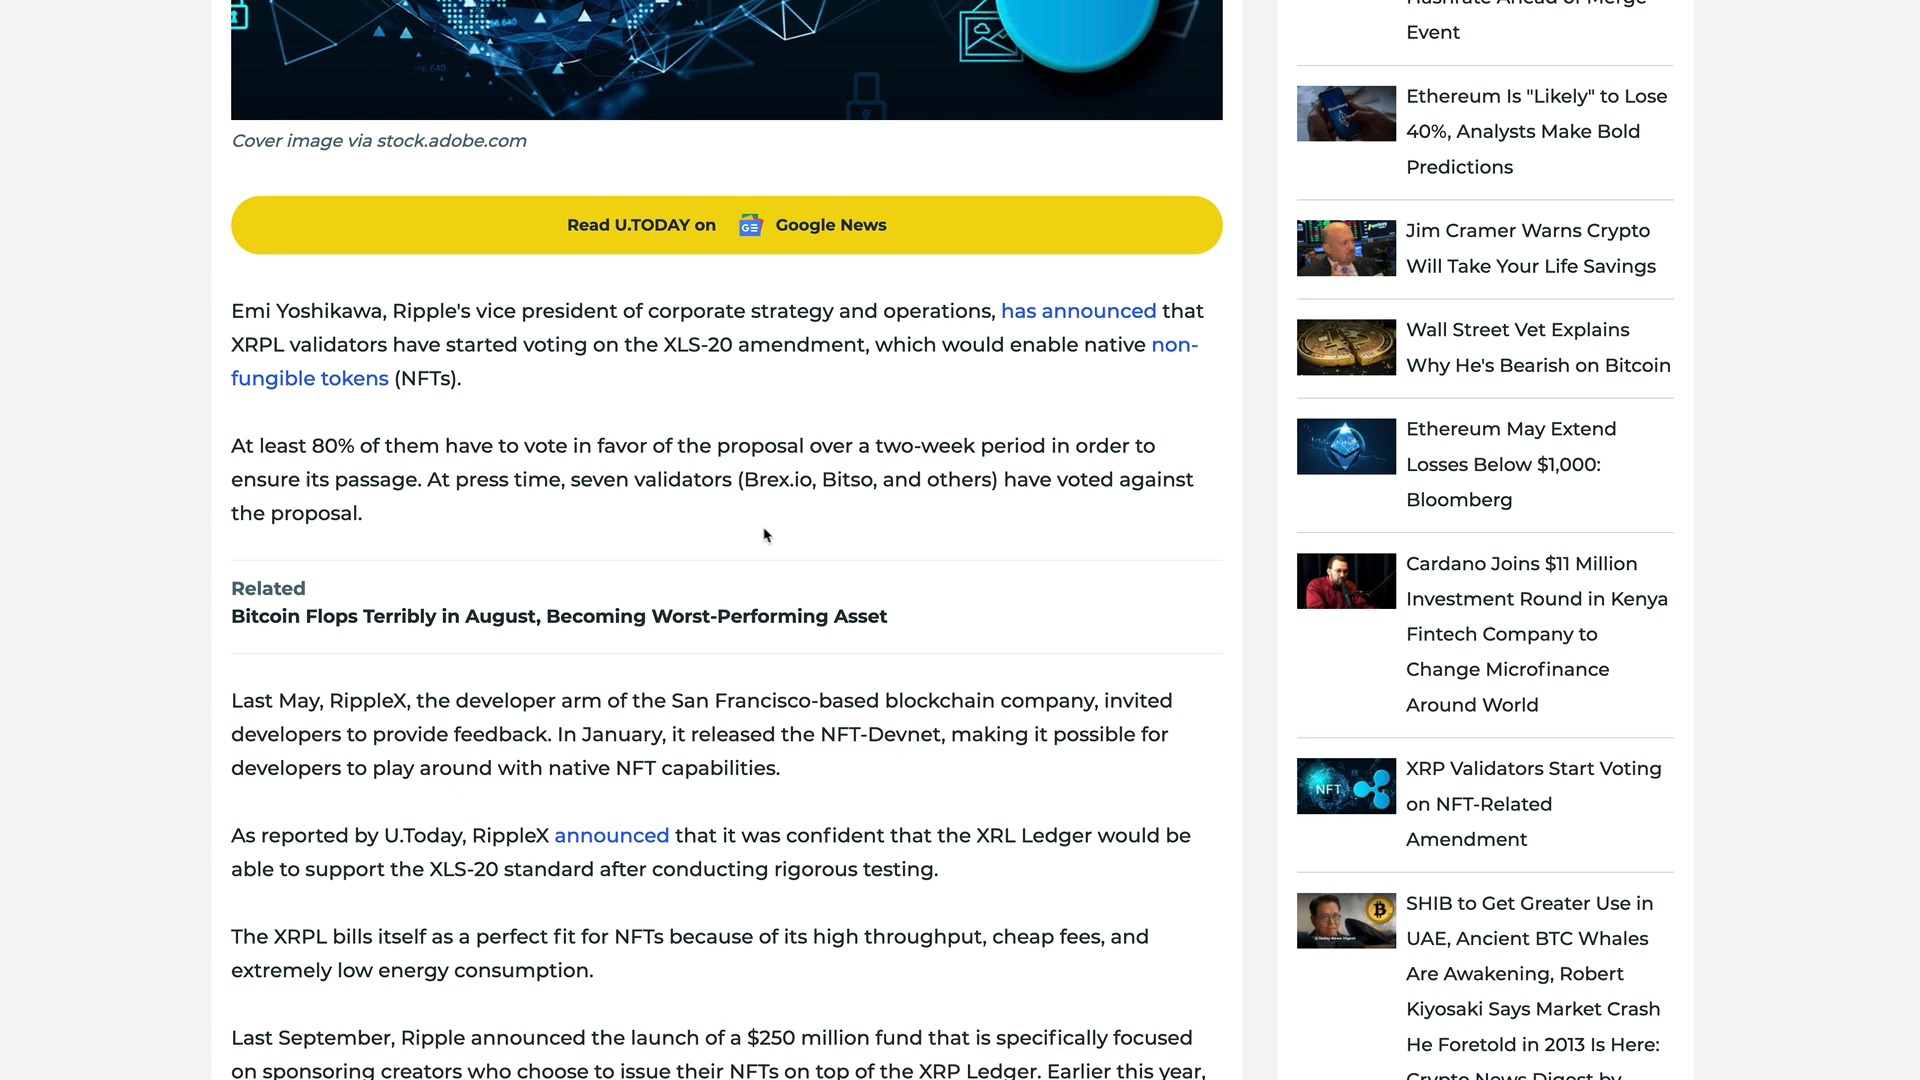 Cover image via stock.adobe.com
Read U.TODAY on GE Google News
Emi Yoshikawa, Ripple's vice president of corporate strategy and operations, has announced that
XRPL validators have started voting on the XLS-20 amendment, which would enable native non-
fungible tokens (NFTs).
At least 80% of them have to vote in favor of the proposal over a two-week period in order to
ensure its passage. At press time, seven validators (Brex.io, Bitso, and others) have voted against
the proposal.
Related
Bitcoin Flops Terribly in August, Becoming Worst-Performing Asset
Last May, RippleX, the developer arm of the San Francisco-based blockchain company, invited
developers to provide feedback. In January, it released the NFT-Devnet, making it possible for
developers to play around with native NFT capabilities.
As reported by U.Today, RippleX announced that it was confident that the XRL Ledger would be
able to support the XLS-20 standard after conducting rigorous testing.
The XRPL bills itself as a perfect fit for NFTs because of its high throughput, cheap fees, and
extremely low energy consumption.
Last September, Ripple announced the launch of a $250 million fund that is specifically focused
on sponsoring creators who choose to issue their NFTs on top of the XRP Ledger. Earlier this year,
Hashrate Ahead of Merge
Event
Ethereum Is "Likely" to Lose
40%, Analysts Make Bold
Predictions
Jim Cramer Warns Crypto
Will Take Your Life Savings
Wall Street Vet Explains
Why He's Bearish on Bitcoin
Ethereum May Extend
Losses Below $1,000:
Bloomberg
Cardano Joins $11 Million
Investment Round in Kenya
Fintech Company to
Change Microfinance
Around World
NFT
XRP Validators Start Voting
on NFT-Related
Amendment
SHIB to Get Greater Use in
UAE, Ancient BTC Whales
Are Awakening, Robert
Kiyosaki Says Market Crash
He Foretold in 2013 Is Here:
Crypto News Digest by